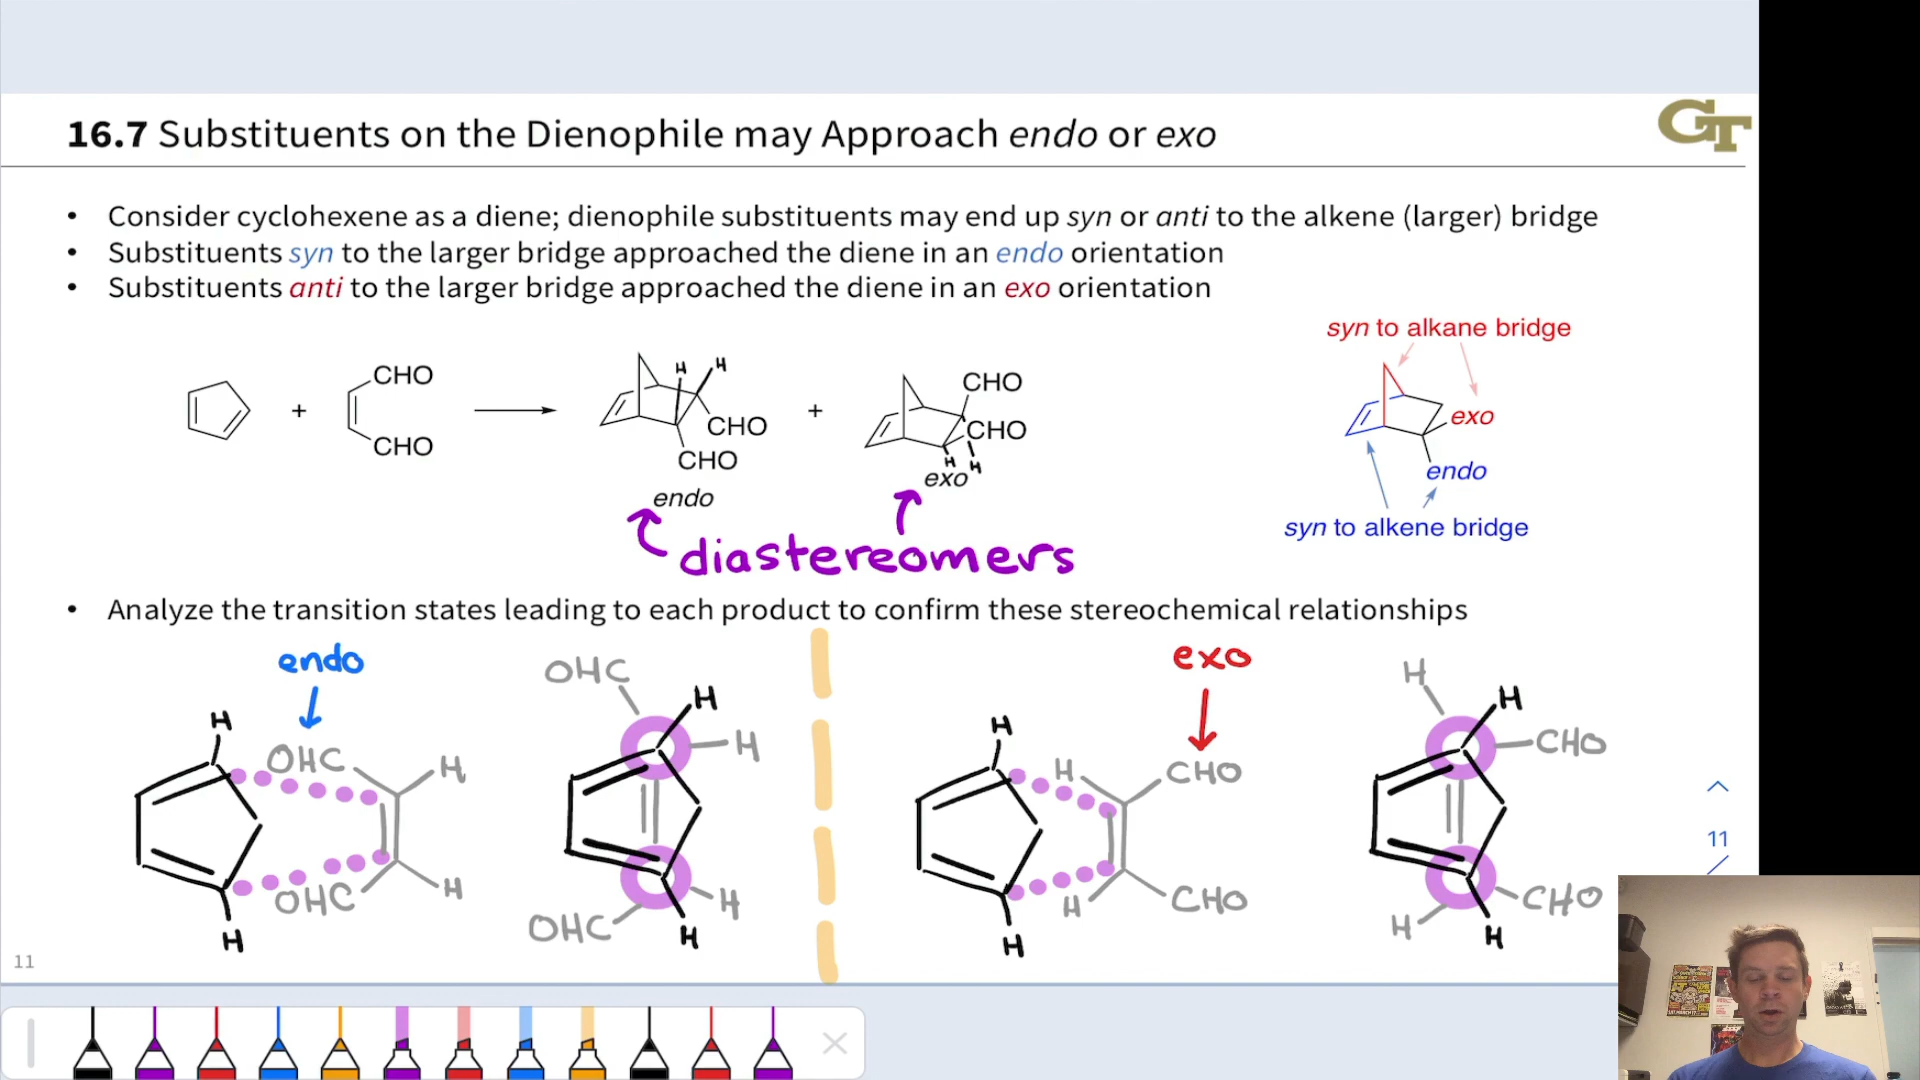 16.7 Substituents on the Dienophile may Approach endo or exo
GT
• Consider cyclohexene as a diene; dienophile substituents may end up syn or anti to the alkene (larger) bridge
• Substituents syn to the larger bridge approached the diene in an endo orientation
• Substituents anti to the larger bridge approached the diene in an exo orientation
syn to alkane bridge
CHO
+
CHO
H H
CHO
CHO
endo
+
CHO
CHO
H H
exo
exo
endo
syn to alkene bridge
diastereomers
• Analyze the transition states leading to each product to confirm these stereochemical relationships
endo
H
OHC
H
OHC
H
H
OHC
H
H
OHC
H
H
exo
H
H
CHO
H
CHO
H
H
H
CHO
H
CHO
H
11
11